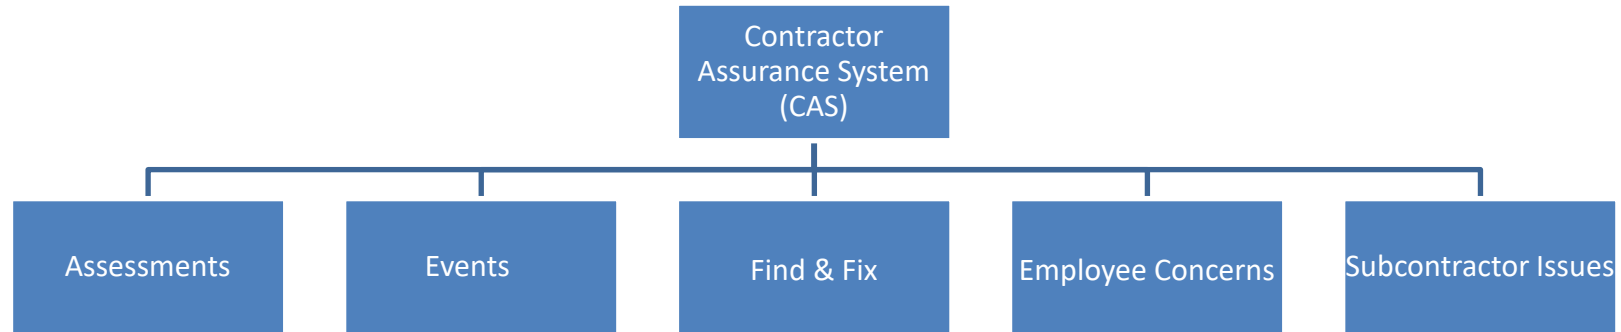 Contractor
Assurance System
(CAS)
Assessments
Events
Find & Fix
Employee Concerns
Subcontractor Issues